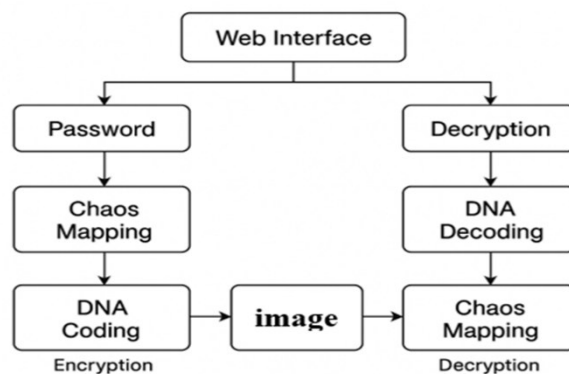 Web Interface
Password
Decryption
Chaos
Mapping
DNA
Decoding
DNA
Coding
image
Chaos
Mapping
Encryption
Decryption